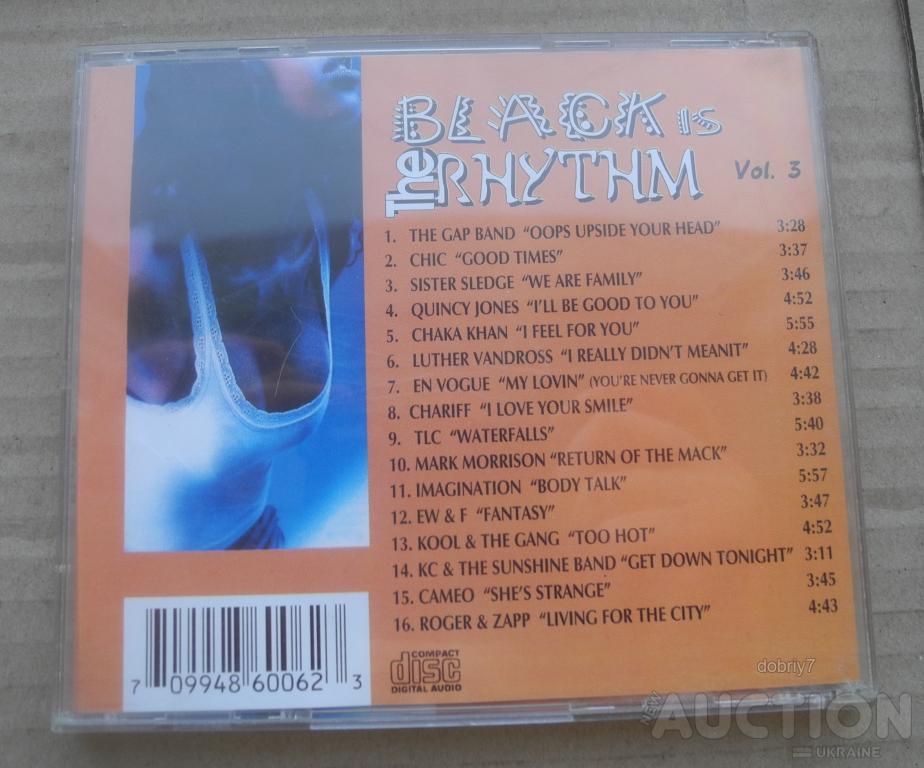 BLACK IS
The RHYTHM Vol. 3
1. THE GAP BAND "OOPS UPSIDE YOUR HEAD" 3:28
2. CHIC "GOOD TIMES" 3:37
3. SISTER SLEDGE "WE ARE FAMILY" 3:46
4. QUINCY JONES "I'LL BE GOOD TO YOU" 4:52
5. CHAKA KHAN "I FEEL FOR YOU" 5:55
6. LUTHER VANDROSS "I REALLY DIDN'T MEANIT" 4:28
7. EN VOGUE "MY LOVIN" (YOU'RE NEVER GONNA GET IT) 4:42
8. CHARIFF "I LOVE YOUR SMILE" 3:38
9. TLC "WATERFALLS" 5:40
10. MARK MORRISON "RETURN OF THE MACK" 3:32
11. IMAGINATION "BODY TALK" 5:57
12. EW & F "FANTASY" 3:47
13. KOOL & THE GANG "TOO HOT" 4:52
14. KC & THE SUNSHINE BAND "GET DOWN TONIGHT" 3:11
15. CAMEO "SHE'S STRANGE" 3:45
16. ROGER & ZAPP "LIVING FOR THE CITY" 4:43
7 09948 60062 3
COMPACT
disc
DIGITAL AUDIO
dobriy7
NEW AUCTION
UKRAINE